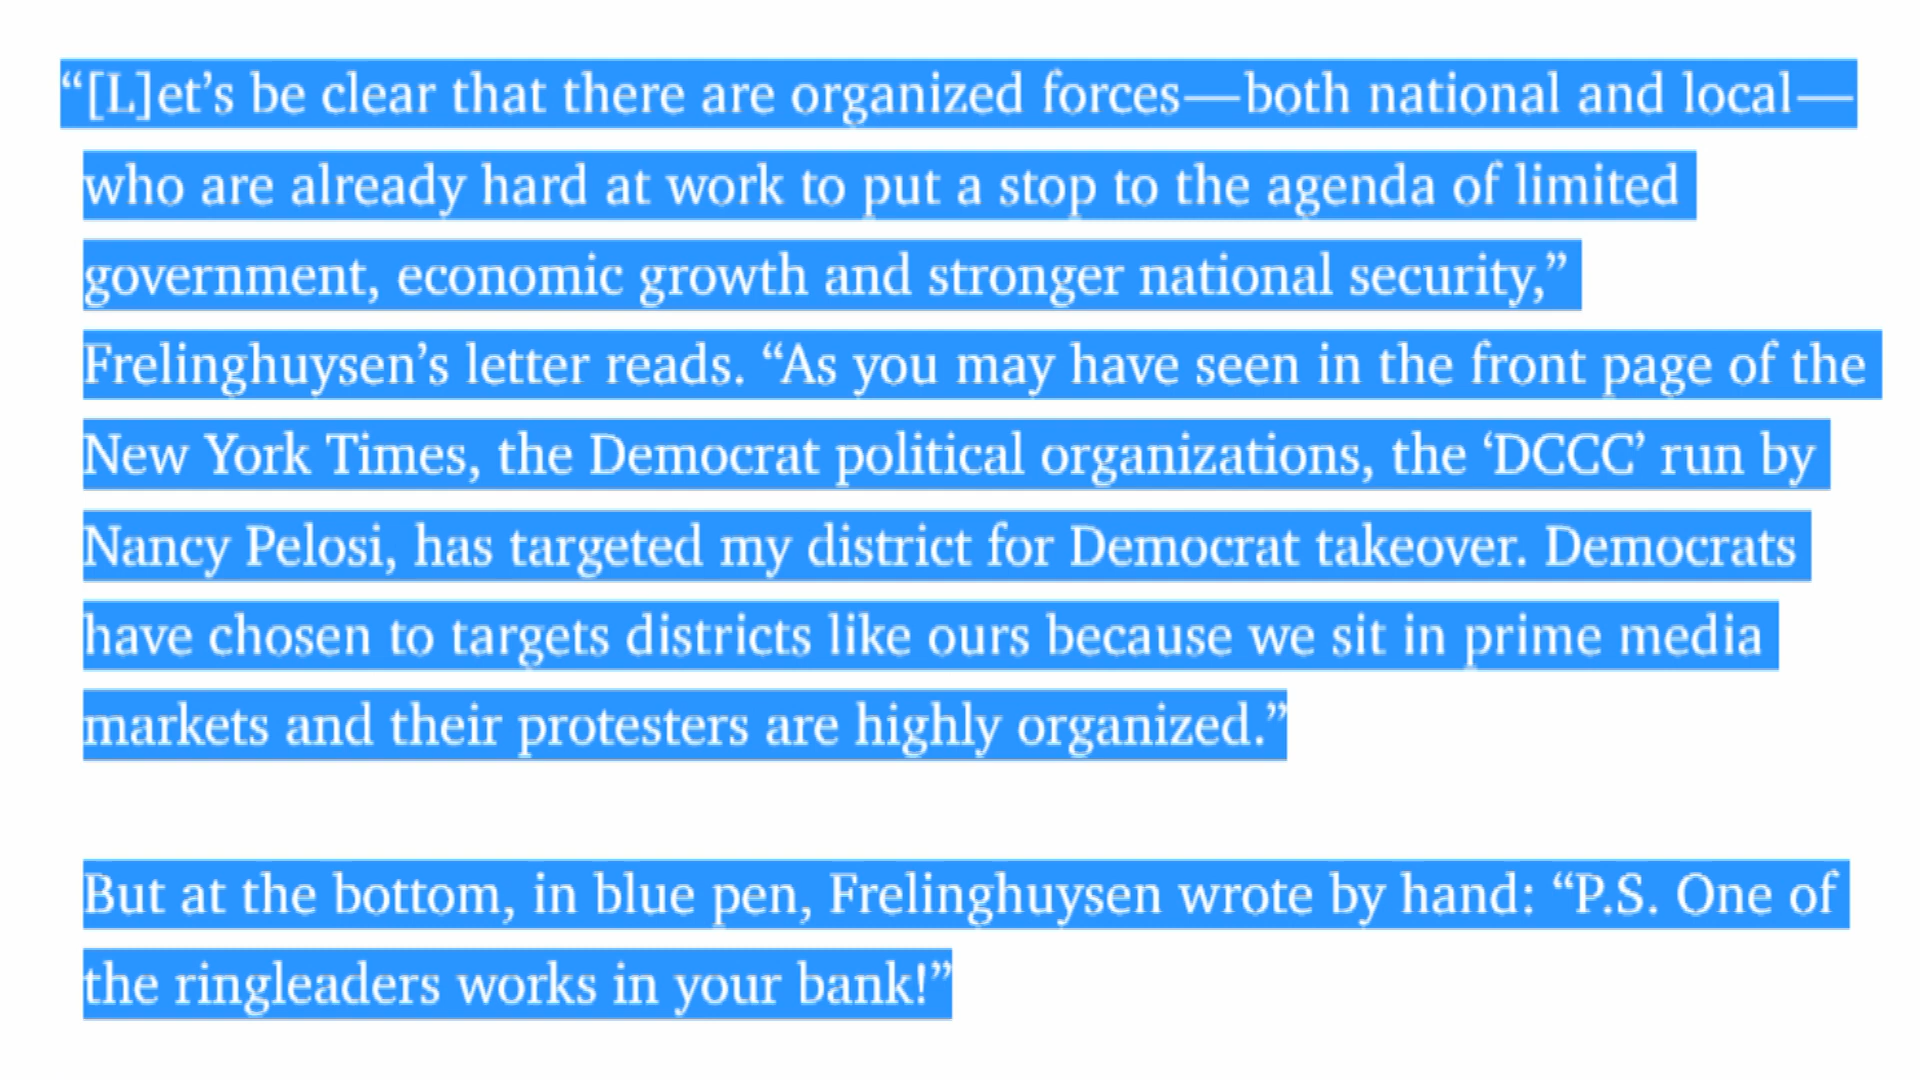 “[L]et’s be clear that there are organized forces—both national and local—
who are already hard at work to put a stop to the agenda of limited
government, economic growth and stronger national security,”
Frelinghuysen’s letter reads. “As you may have seen in the front page of the
New York Times, the Democrat political organizations, the ‘DCCC’ run by
Nancy Pelosi, has targeted my district for Democrat takeover. Democrats
have chosen to targets districts like ours because we sit in prime media
markets and their protesters are highly organized.”
But at the bottom, in blue pen, Frelinghuysen wrote by hand: “P.S. One of
the ringleaders works in your bank!”